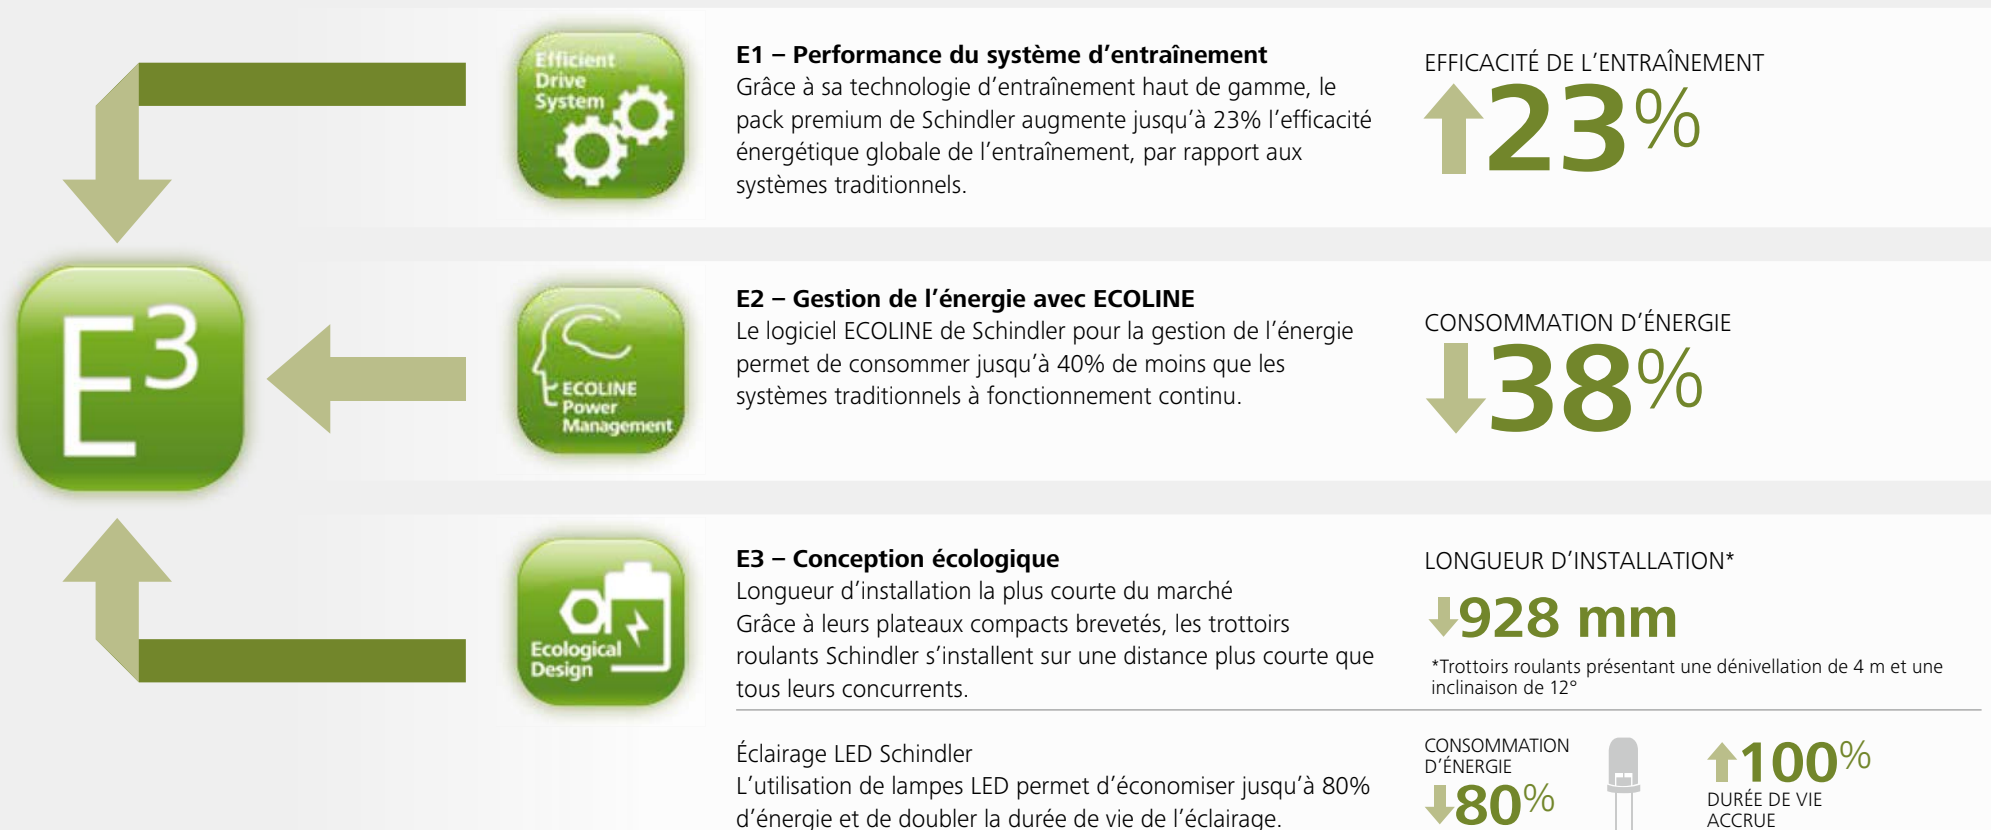 Efficient
Drive
System
E1 – Performance du système d'entraînement
Grâce à sa technologie d'entraînement haut de gamme, le
pack premium de Schindler augmente jusqu'à 23% l'efficacité
énergétique globale de l'entraînement, par rapport aux
systèmes traditionnels.
EFFICACITÉ DE L'ENTRAÎNEMENT
23%
E³
ECOLINE
Power
Management
E2 – Gestion de l'énergie avec ECOLINE
Le logiciel ECOLINE de Schindler pour la gestion de l'énergie
permet de consommer jusqu'à 40% de moins que les
systèmes traditionnels à fonctionnement continu.
CONSOMMATION D'ÉNERGIE
38%
Ecological
Design
E3 – Conception écologique
Longueur d'installation la plus courte du marché
Grâce à leurs plateaux compacts brevetés, les trottoirs
roulants Schindler s'installent sur une distance plus courte que
tous leurs concurrents.
LONGUEUR D'INSTALLATION*
928 mm
*Trottoirs roulants présentant une dénivellation de 4 m et une
inclinaison de 12°
Éclairage LED Schindler
L'utilisation de lampes LED permet d'économiser jusqu'à 80%
d'énergie et de doubler la durée de vie de l'éclairage.
CONSOMMATION
D'ÉNERGIE
80%
100%
DURÉE DE VIE
ACCRUE